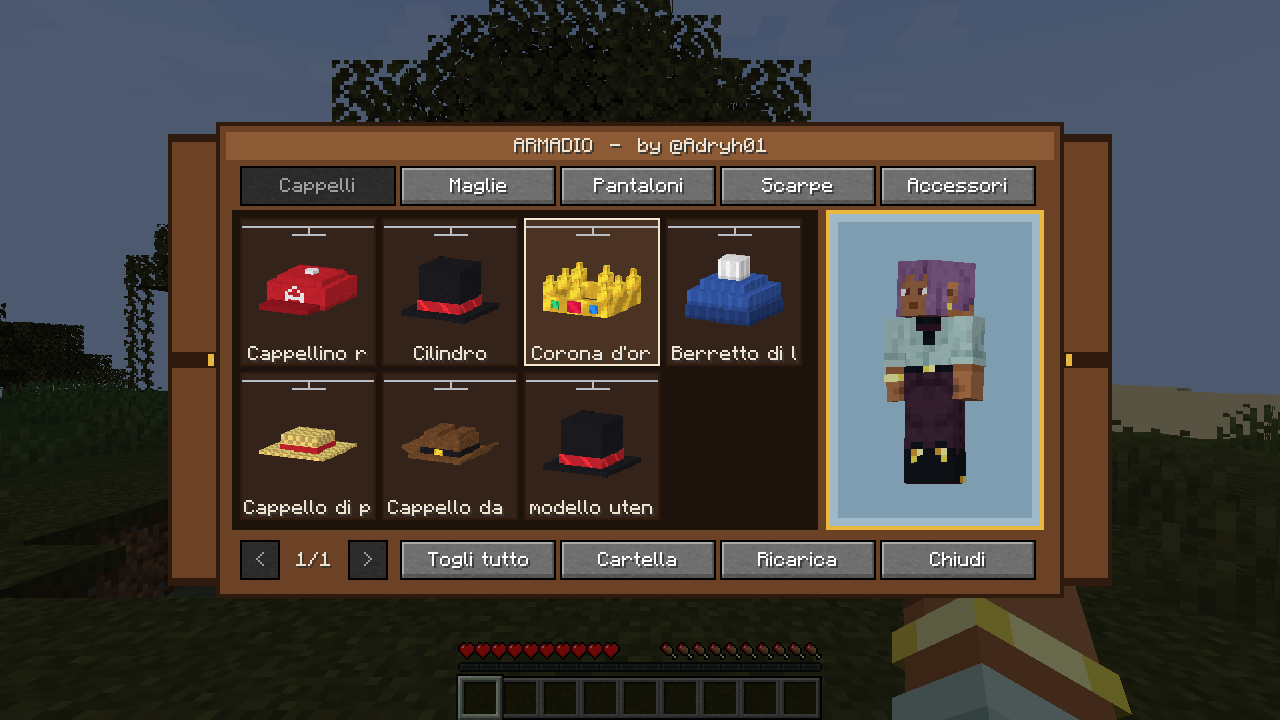 ARMADIO - by @Adryh01
Cappelli Maglie Pantaloni Scarpe Accessori
Cappellino r Cilindro Corona d'or Berretto di l
Cappello di p Cappello da modello uten
< 1/1 > Togli tutto Cartella Ricarica Chiudi